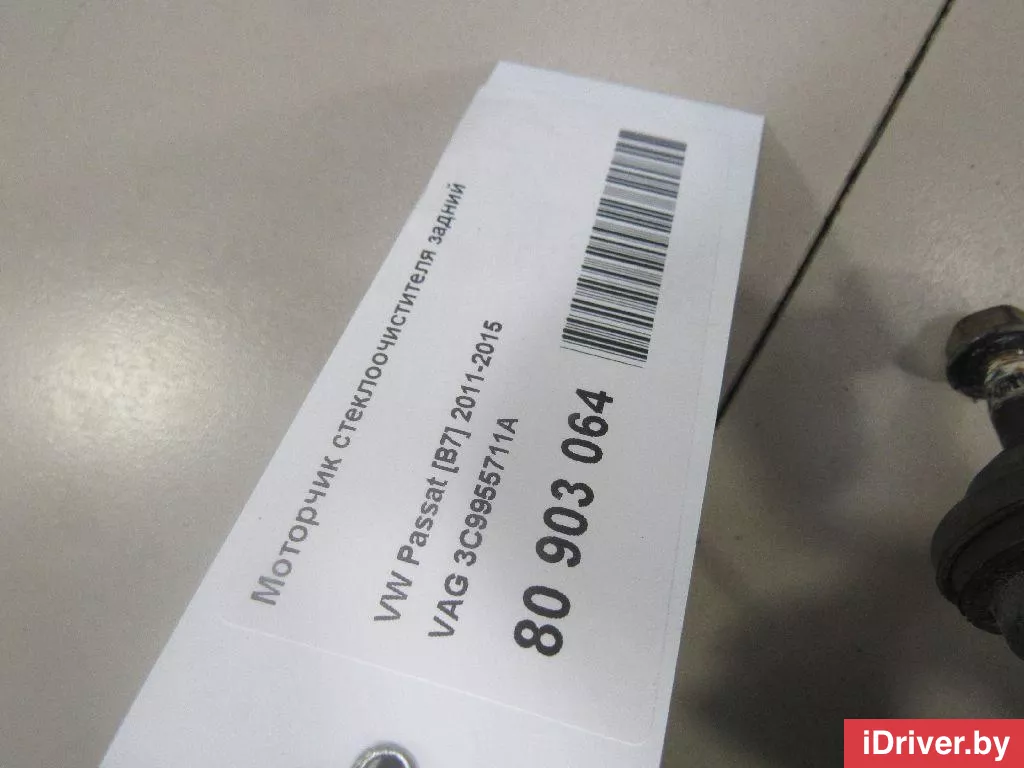 Моторчик стеклоочистителя задний
VW Passat [B7] 2011-2015
VAG 3C9955711A
80 903 064
iDriver.by